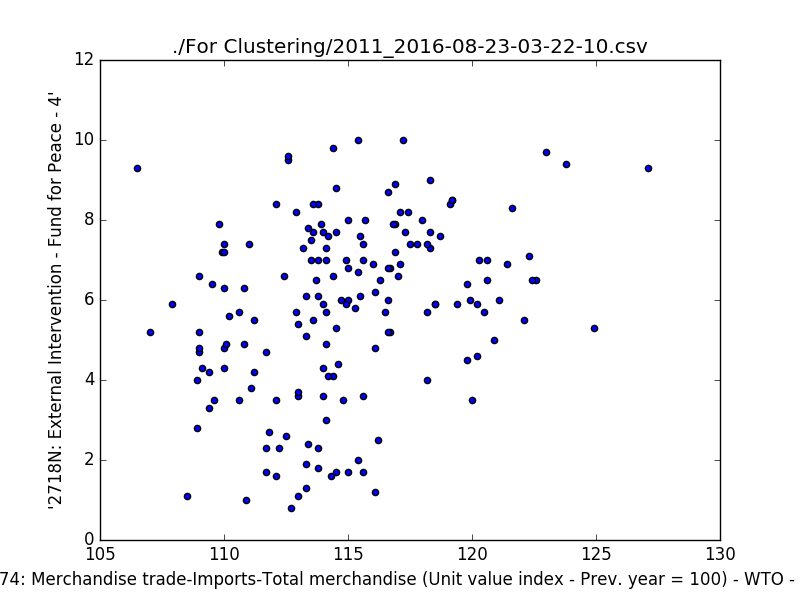 ./For Clustering/2011_2016-08-23-03-22-10.csv
'2718N: External Intervention - Fund for Peace - 4'
12
10
8
6
4
2
0
105 110 115 120 125 130
74: Merchandise trade-Imports-Total merchandise (Unit value index - Prev. year = 100) - WTO -